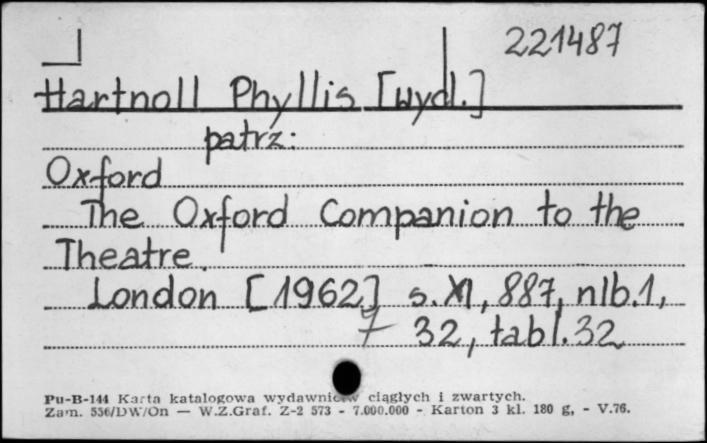 221487
Hartnoll Phyllis [wyd.]
patrz:
Oxford
The Oxford Companion to the
Theatre.
London [1962] s. XI, 887, nlb. 1,
32, tabl. 32
Pu-B-144 Karta katalogowa wydawnictw ciągłych i zwartych.
Zam. 556/DW/On — W.Z.Graf. Z-2 573 - 7.000.000 - Karton 3 kl. 180 g, - V.76.